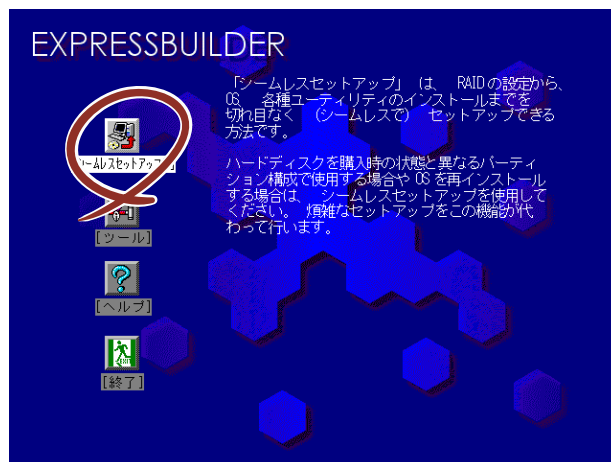 EXPRESSBUILDER
「シームレスセットアップ」 は、 RAIDの設定から、
OS、 各種ユーティリティのインストールまでを
切れ目なく （シームレスで） セットアップできる
方法です。
ハードディスクを購入時の状態と異なるパーティ
ション構成で使用する場合や OS を再インストール
する場合は、 シームレスセットアップを使用して
ください。 煩雑なセットアップをこの機能が代
わって行います。
ームレスセットアップ
[ツール]
[ヘルプ]
EXIT
[終了]